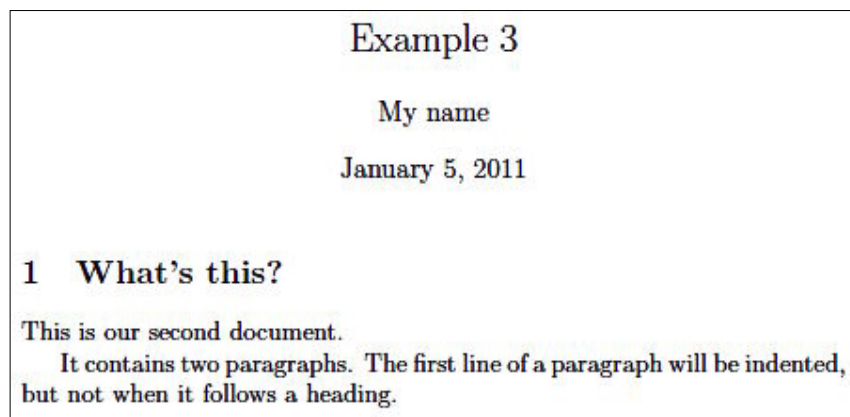 Example 3
My name
January 5, 2011
1 What's this?
This is our second document.
It contains two paragraphs. The first line of a paragraph will be indented,
but not when it follows a heading.